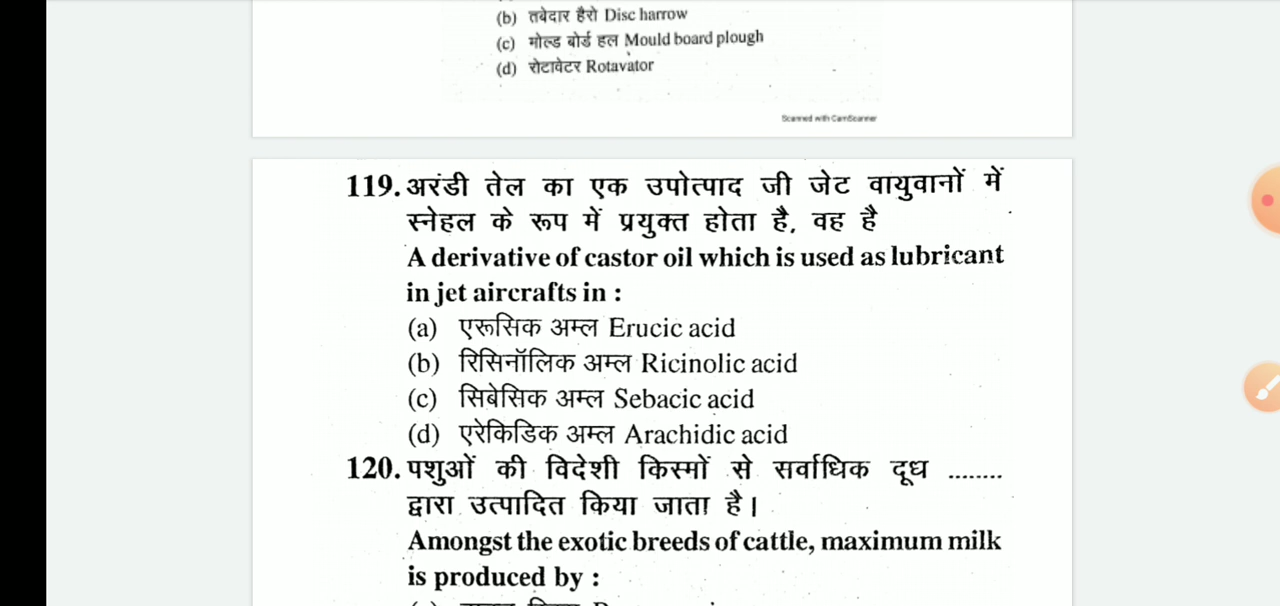 (b) तबेदार हैरो Disc harrow
(c) मोल्ड बोर्ड हल Mould board plough
(d) रोटावेटर Rotavator
Scanned with CamScanner
119. अरंडी तेल का एक उपोत्पाद जी जेट वायुवानों में
स्नेहल के रूप में प्रयुक्त होता है, वह है
A derivative of castor oil which is used as lubricant
in jet aircrafts in :
(a) एरूसिक अम्ल Erucic acid
(b) रिसिनॉलिक अम्ल Ricinolic acid
(c) सिबेसिक अम्ल Sebacic acid
(d) एरेकिडिक अम्ल Arachidic acid
120. पशुओं की विदेशी किस्मों से सर्वाधिक दूध ........
द्वारा उत्पादित किया जाता है।
Amongst the exotic breeds of cattle, maximum milk
is produced by :